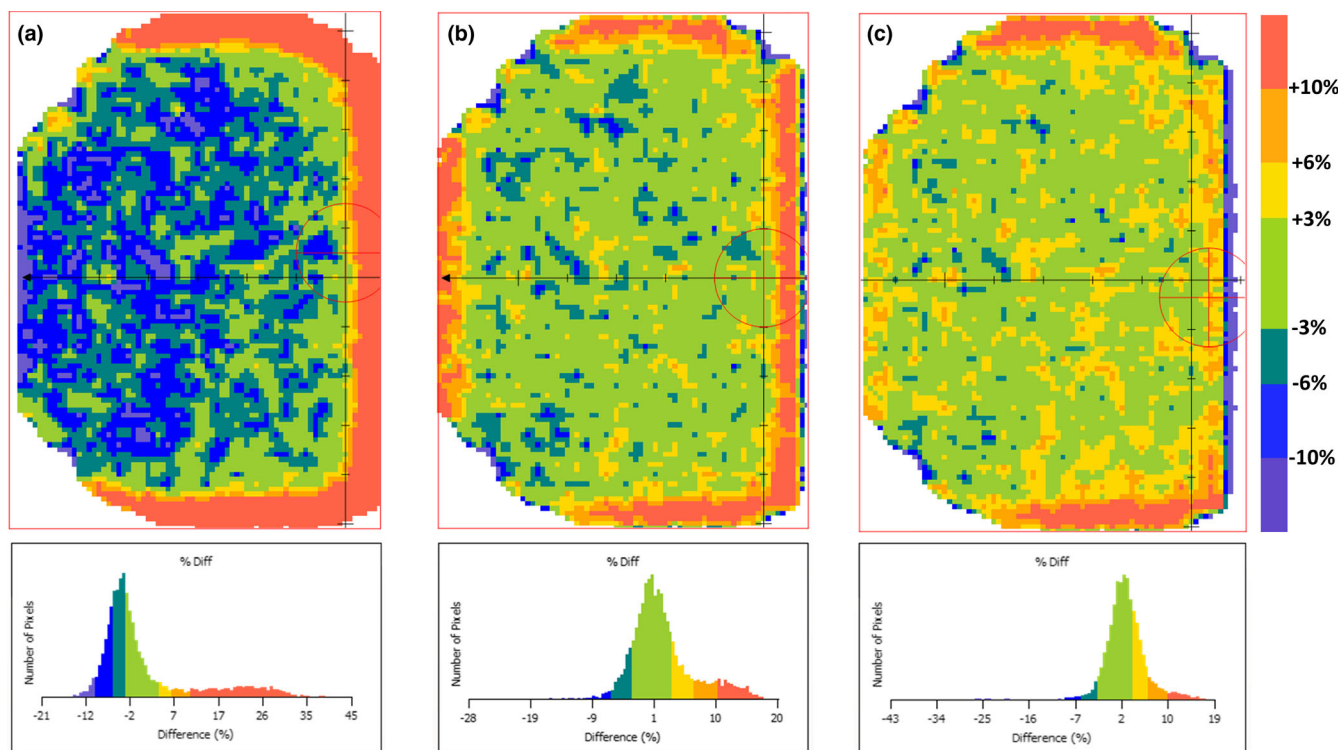 (a)
(b)
(c)
+10%
+6%
+3%
-3%
-6%
-10%
% Diff
Number of Pixels
-21 -12 -2 7 17 26 35 45
Difference (%)
% Diff
Number of Pixels
-28 -19 -9 1 10 20
Difference (%)
% Diff
Number of Pixels
-43 -34 -25 -16 -7 2 10 19
Difference (%)